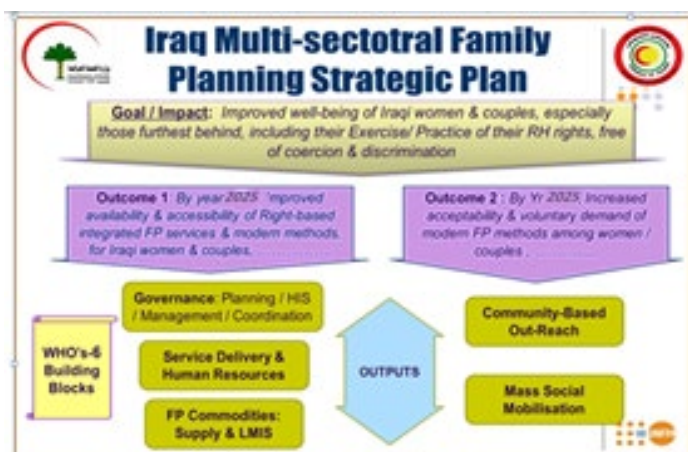 Iraq Multi-sectotral Family
Planning Strategic Plan
Goal / Impact: Improved well-being of Iraqi women & couples, especially
those furthest behind, including their Exercise/ Practice of their RH rights, free
of coercion & discrimination
Outcome 1: By year 2025 improved
availability & accessibility of Right-based
integrated FP services & modern methods,
for Iraqi women & couples,
Outcome 2 : By Yr 2025, Increased
acceptability & voluntary demand of
modern FP methods among women /
couples .
WHO's-6
Building
Blocks
Governance: Planning / HIS
/ Management / Coordination
Service Delivery &
Human Resources
FP Commodities:
Supply & LMIS
OUTPUTS
Community-Based
Out-Reach
Mass Social
Mobilisation